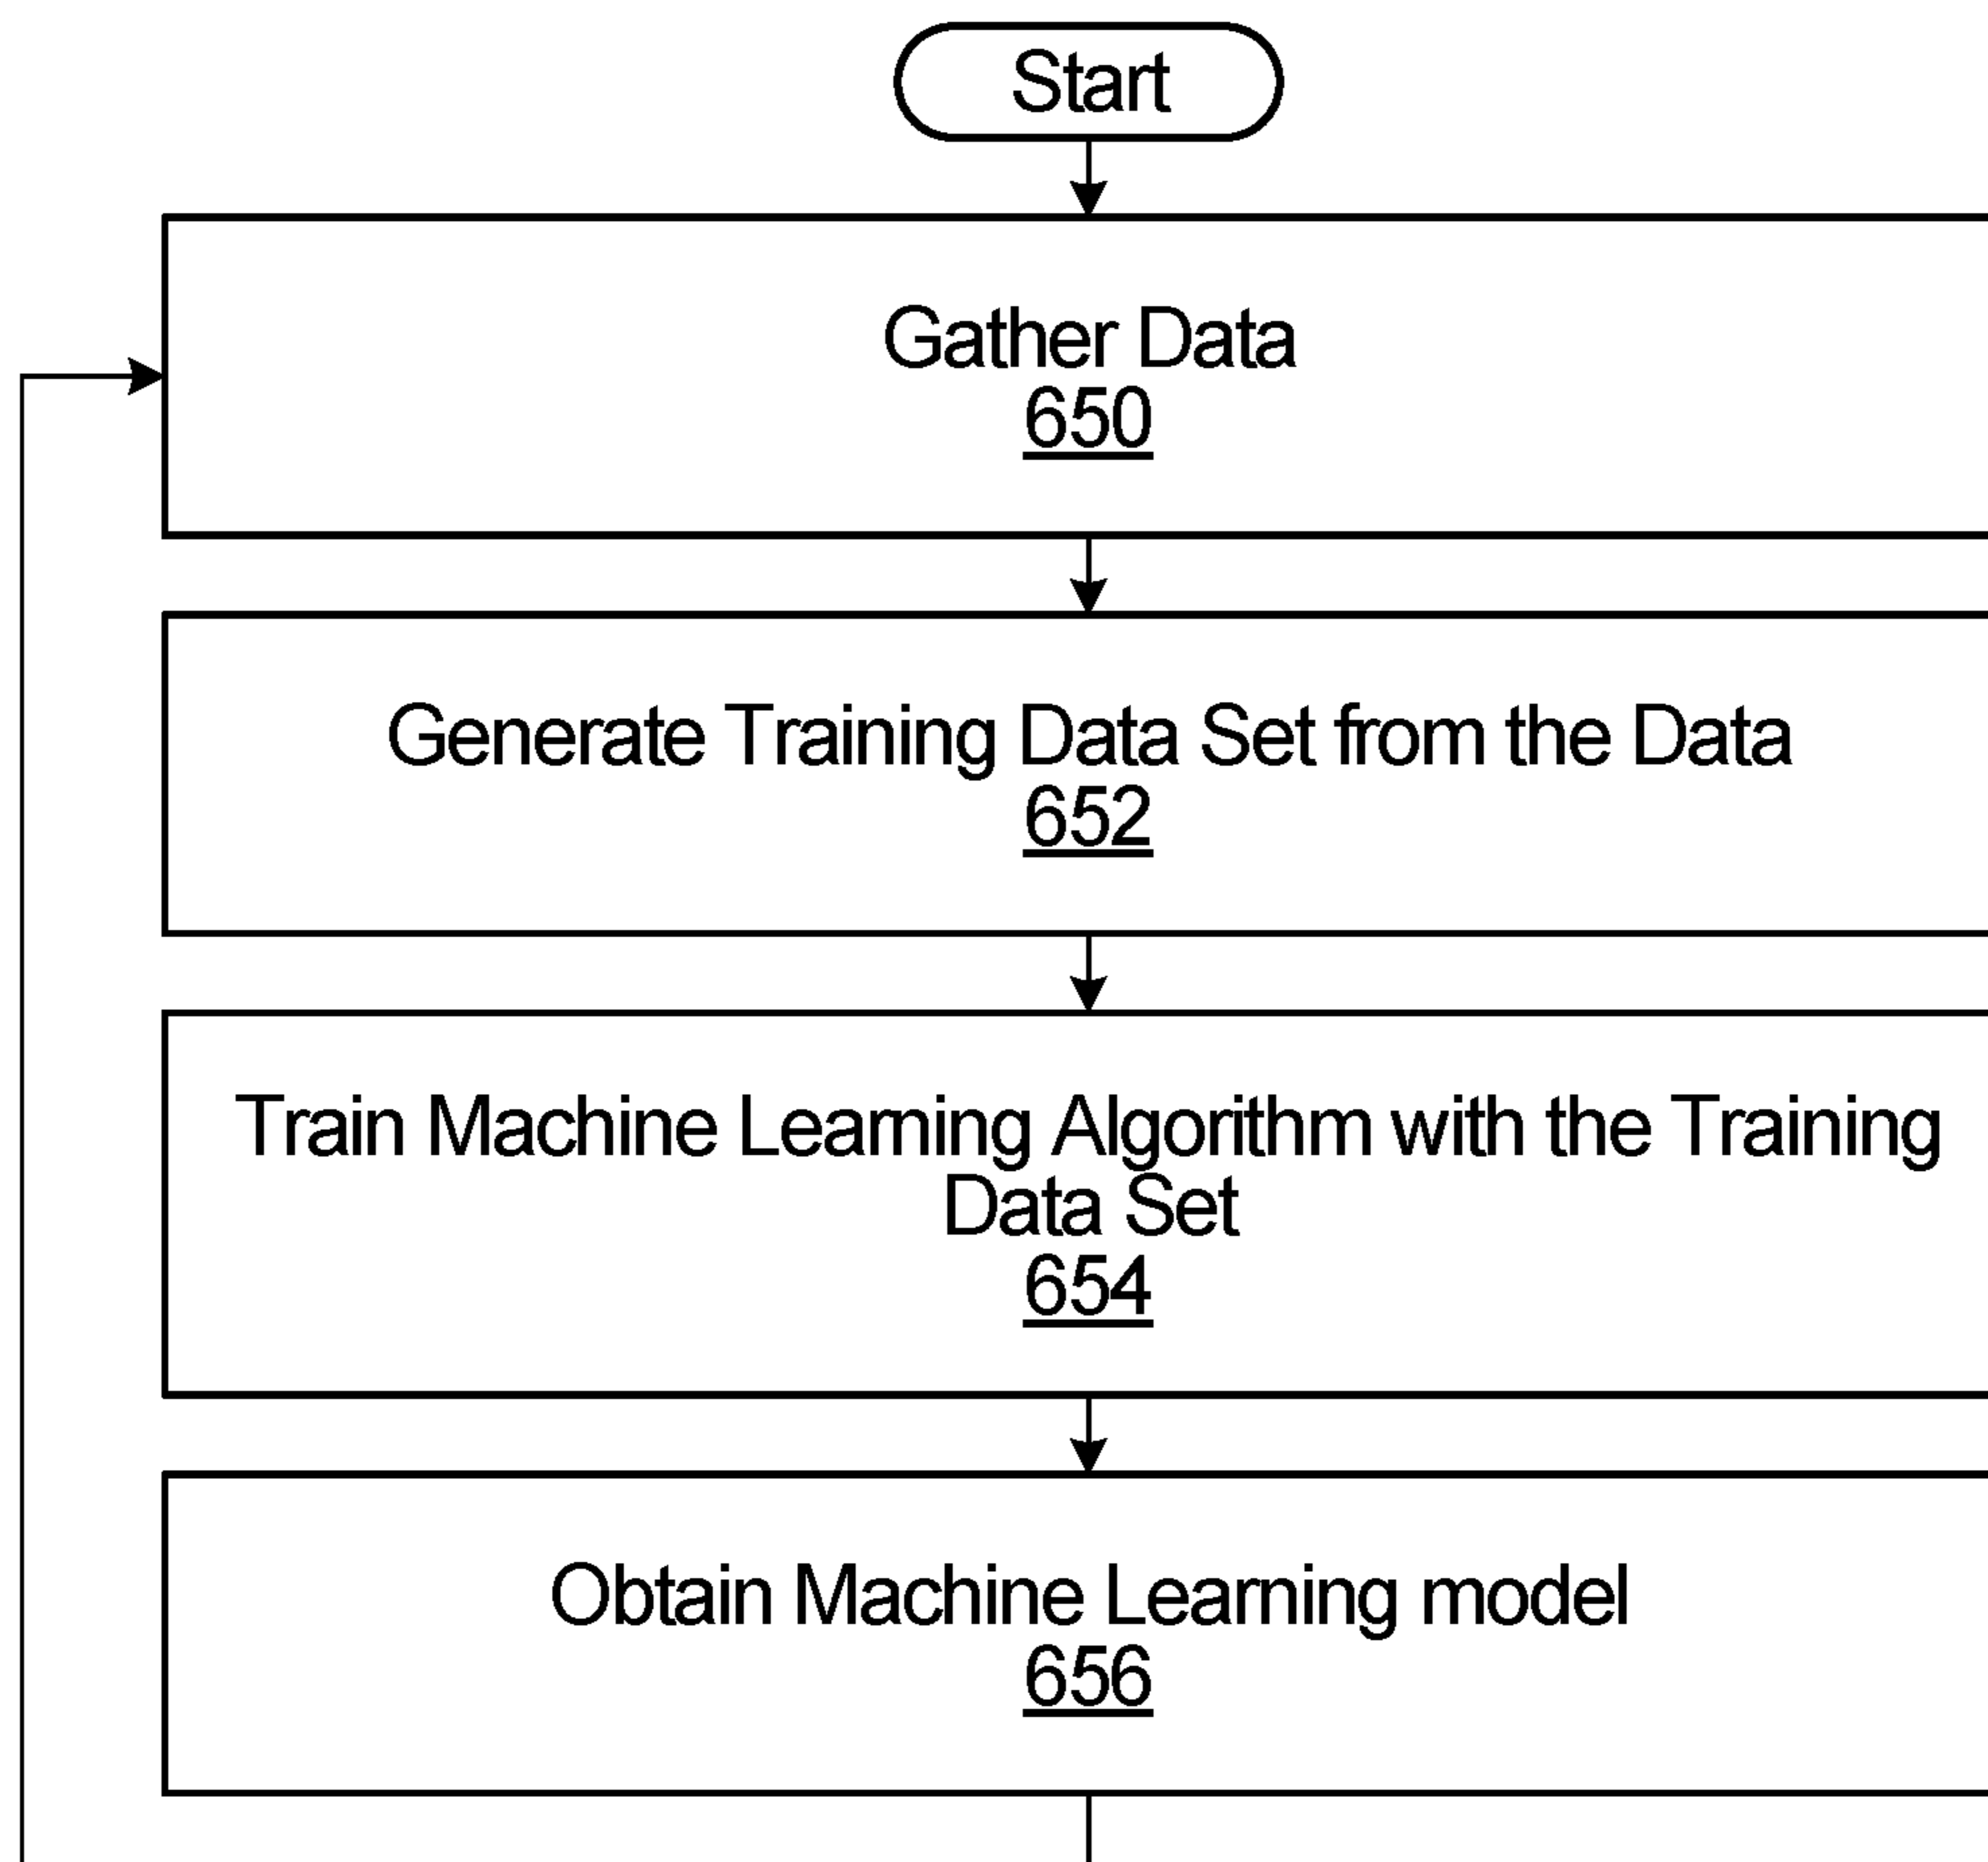 Start
Gather Data
650
Generate Training Data Set from the Data
652
Train Machine Learning Algorithm with the Training
Data Set
654
Obtain Machine Learning model
656